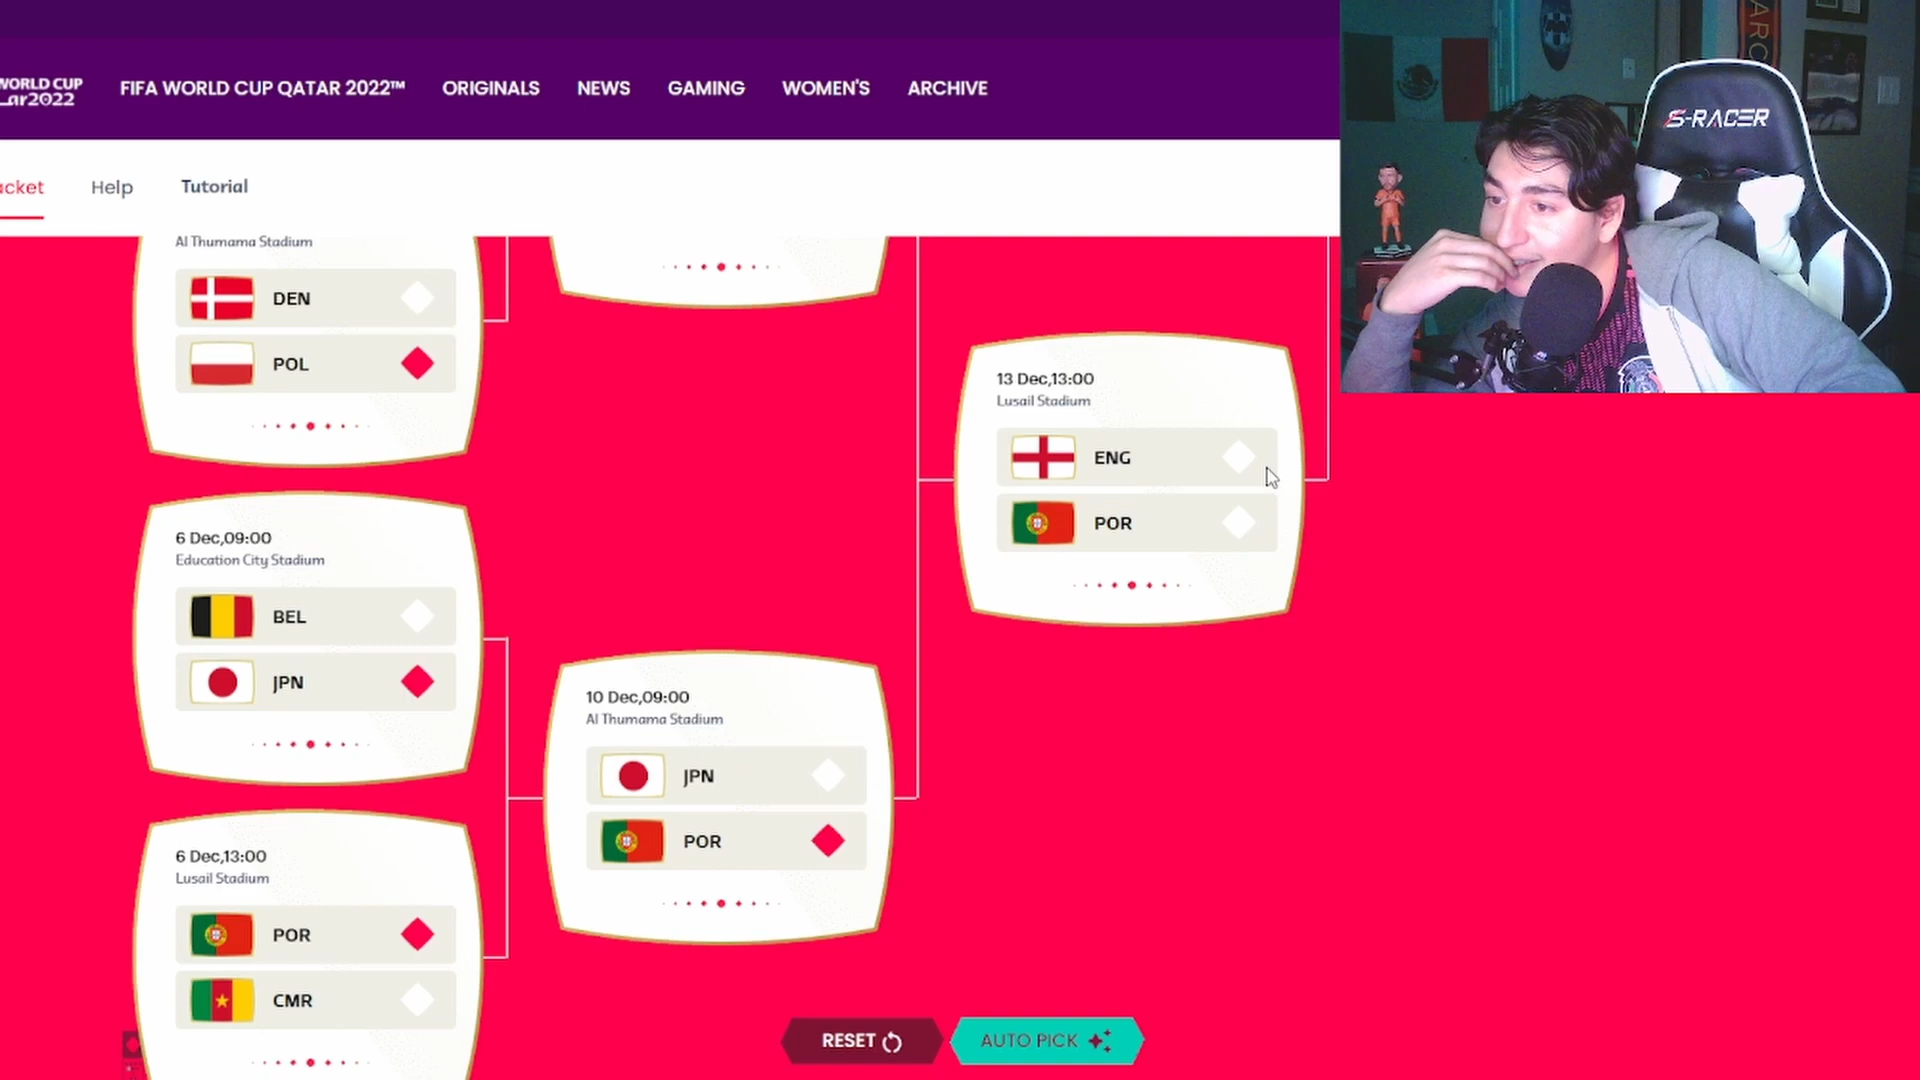 WORLD CUP
ar2022
FIFA WORLD CUP QATAR 2022™
ORIGINALS
NEWS
GAMING
WOMEN'S
ARCHIVE
acket
Help
Tutorial
Al Thumama Stadium
DEN
POL
6 Dec,09:00
Education City Stadium
BEL
JPN
6 Dec,13:00
Lusail Stadium
POR
CMR
10 Dec,09:00
Al Thumama Stadium
JPN
POR
13 Dec,13:00
Lusail Stadium
ENG
POR
RESET
AUTO PICK
S-RACER
ARC